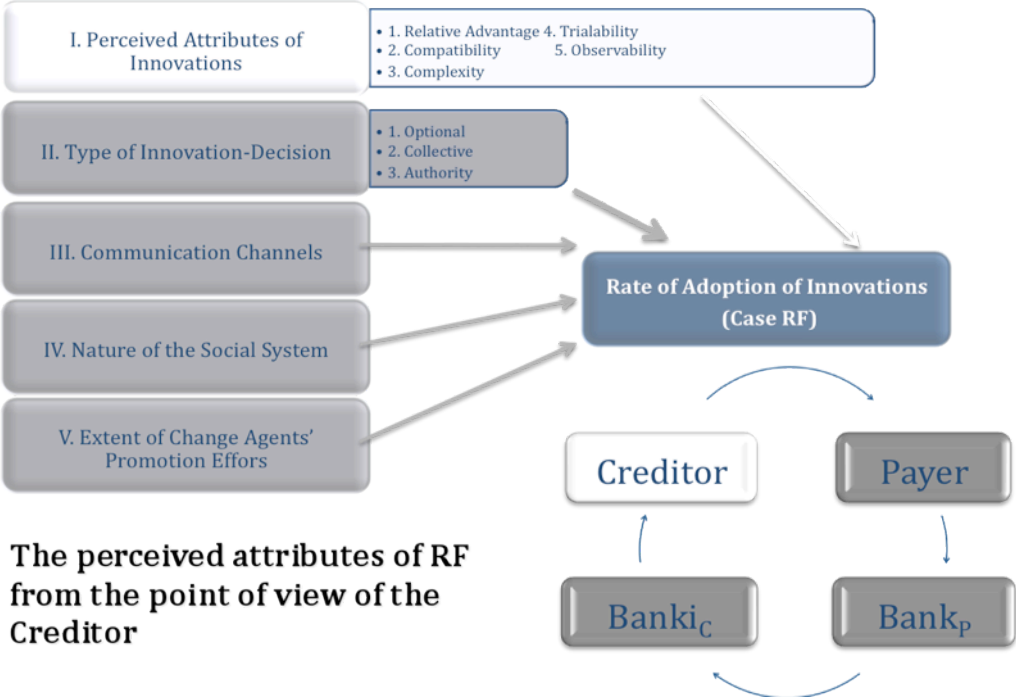 I. Perceived Attributes of
Innovations
• 1. Relative Advantage 4. Trialability
• 2. Compatibility 5. Observability
• 3. Complexity
II. Type of Innovation-Decision
• 1. Optional
• 2. Collective
• 3. Authority
III. Communication Channels
IV. Nature of the Social System
V. Extent of Change Agents'
Promotion Effors
Rate of Adoption of Innovations
(Case RF)
Creditor
Payer
Banki_C
Bank_P
The perceived attributes of RF
from the point of view of the
Creditor